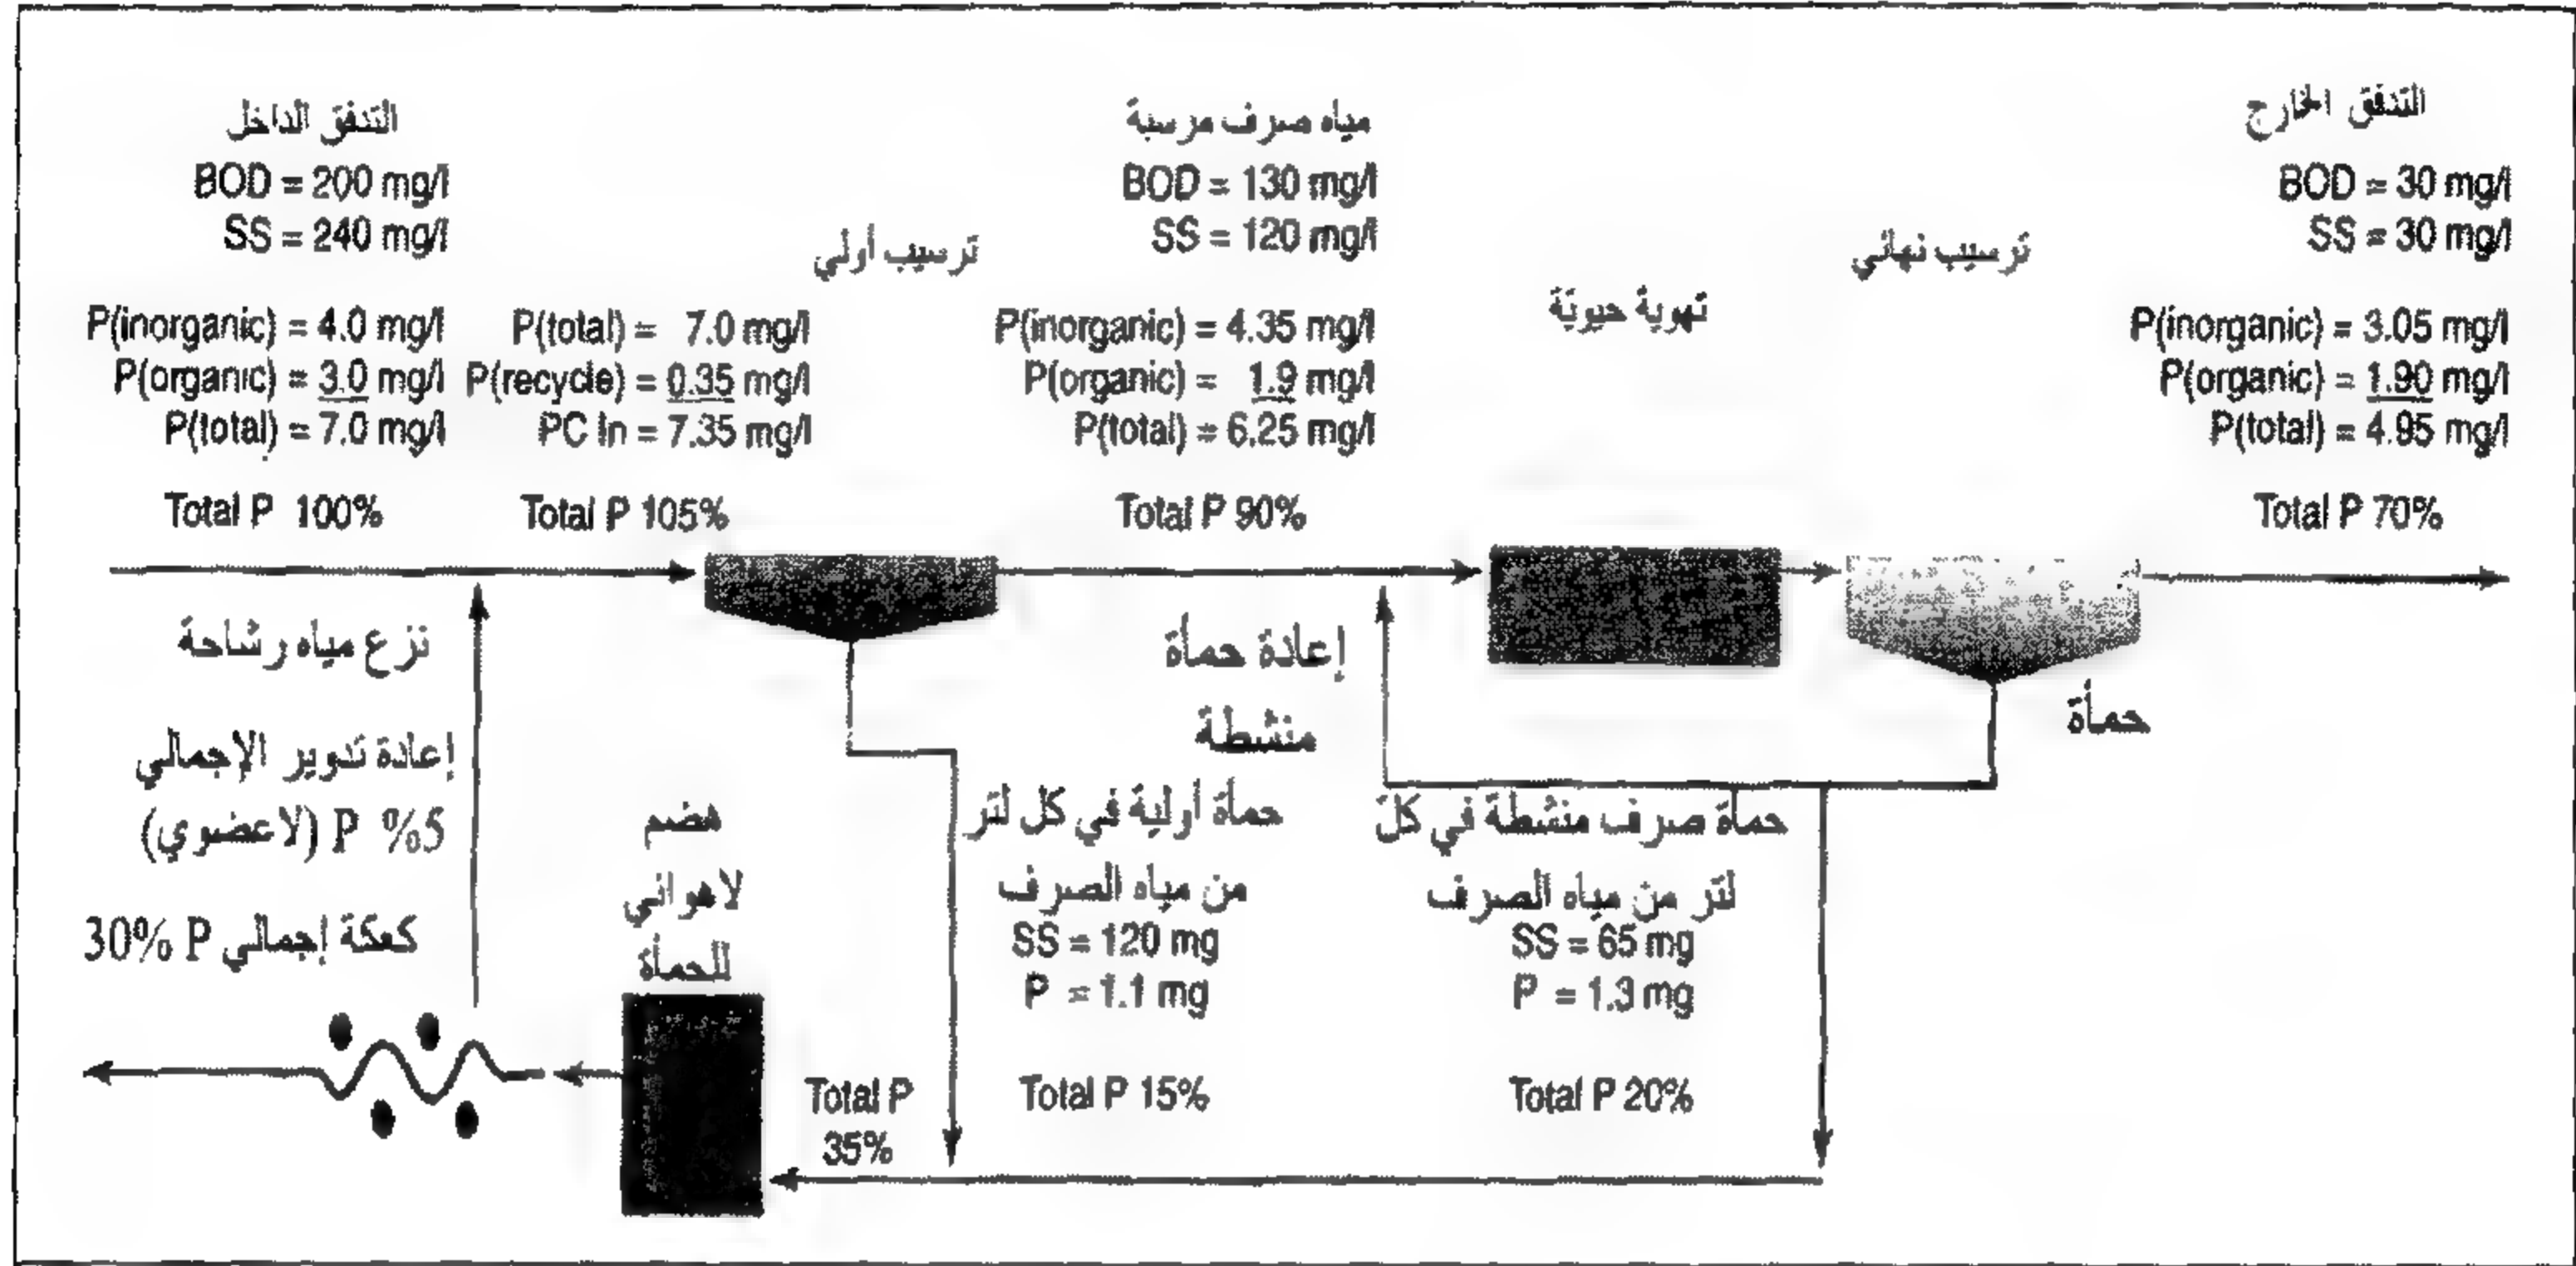 التدفق الداخل
BOD = 200 mg/l
SS = 240 mg/l
P(inorganic) = 4.0 mg/l
P(organic) = 3.0 mg/l
P(total) = 7.0 mg/l
Total P 100%
P(total) = 7.0 mg/l
P(recycle) = 0.35 mg/l
PC In = 7.35 mg/l
Total P 105%
ترسيب أولي
مياه صرف مرسبة
BOD = 130 mg/l
SS = 120 mg/l
P(inorganic) = 4.35 mg/l
P(organic) = 1.9 mg/l
P(total) = 6.25 mg/l
Total P 90%
تهوية حيوية
ترسيب نهائي
التدفق الخارج
BOD = 30 mg/l
SS = 30 mg/l
P(inorganic) = 3.05 mg/l
P(organic) = 1.90 mg/l
P(total) = 4.95 mg/l
Total P 70%
نزع مياه رشاحة
إعادة تدوير الإجمالي
5% P (لاعضوي)
كعكة إجمالي 30% P
هضم
لاهوائي
للحمأة
Total P
35%
إعادة حمأة
منشطة
حمأة أولية في كل لتر
من مياه الصرف
SS = 120 mg
P = 1.1 mg
Total P 15%
حمأة صرف منشطة في كل
لتر من مياه الصرف
SS = 65 mg
P = 1.3 mg
Total P 20%
حمأة